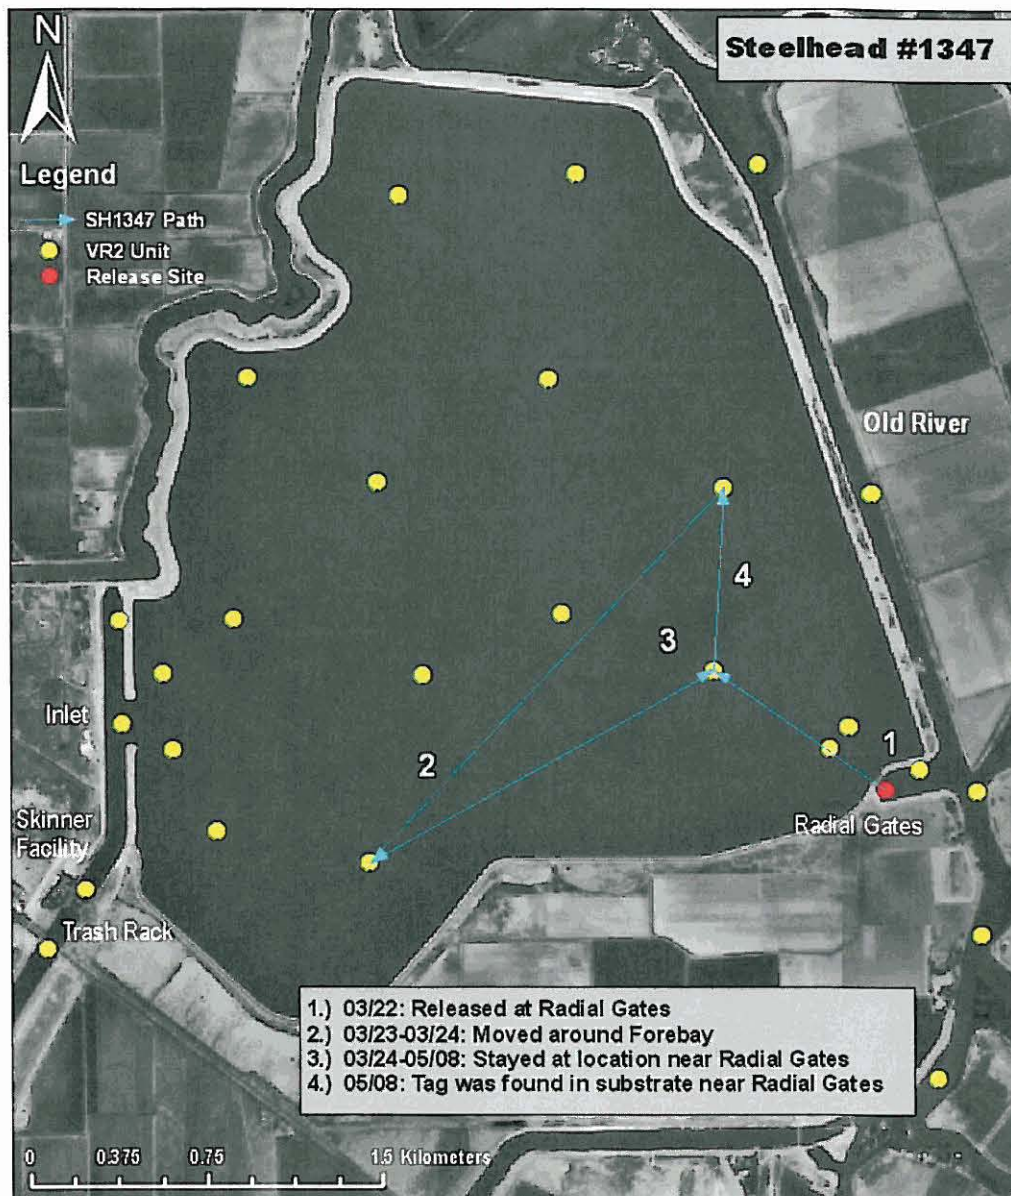 Steelhead #1347
N
Legend
SH1347 Path
VR2 Unit
Release Site
Old River
4
3
Inlet
2
1
Skinner
Facility
Radial Gates
Trash Rack
1.) 03/22: Released at Radial Gates
2.) 03/23-03/24: Moved around Forebay
3.) 03/24-05/08: Stayed at location near Radial Gates
4.) 05/08: Tag was found in substrate near Radial Gates
0 0.375 0.75 1.5 Kilometers